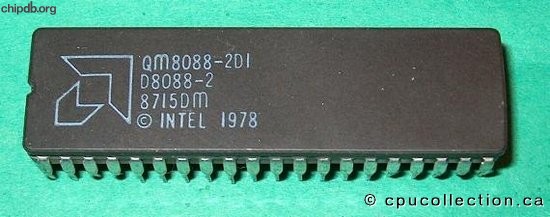 chipdb.org
QM8088-2DI
D8088-2
8715DM
© INTEL 1978
© cpucollection.ca